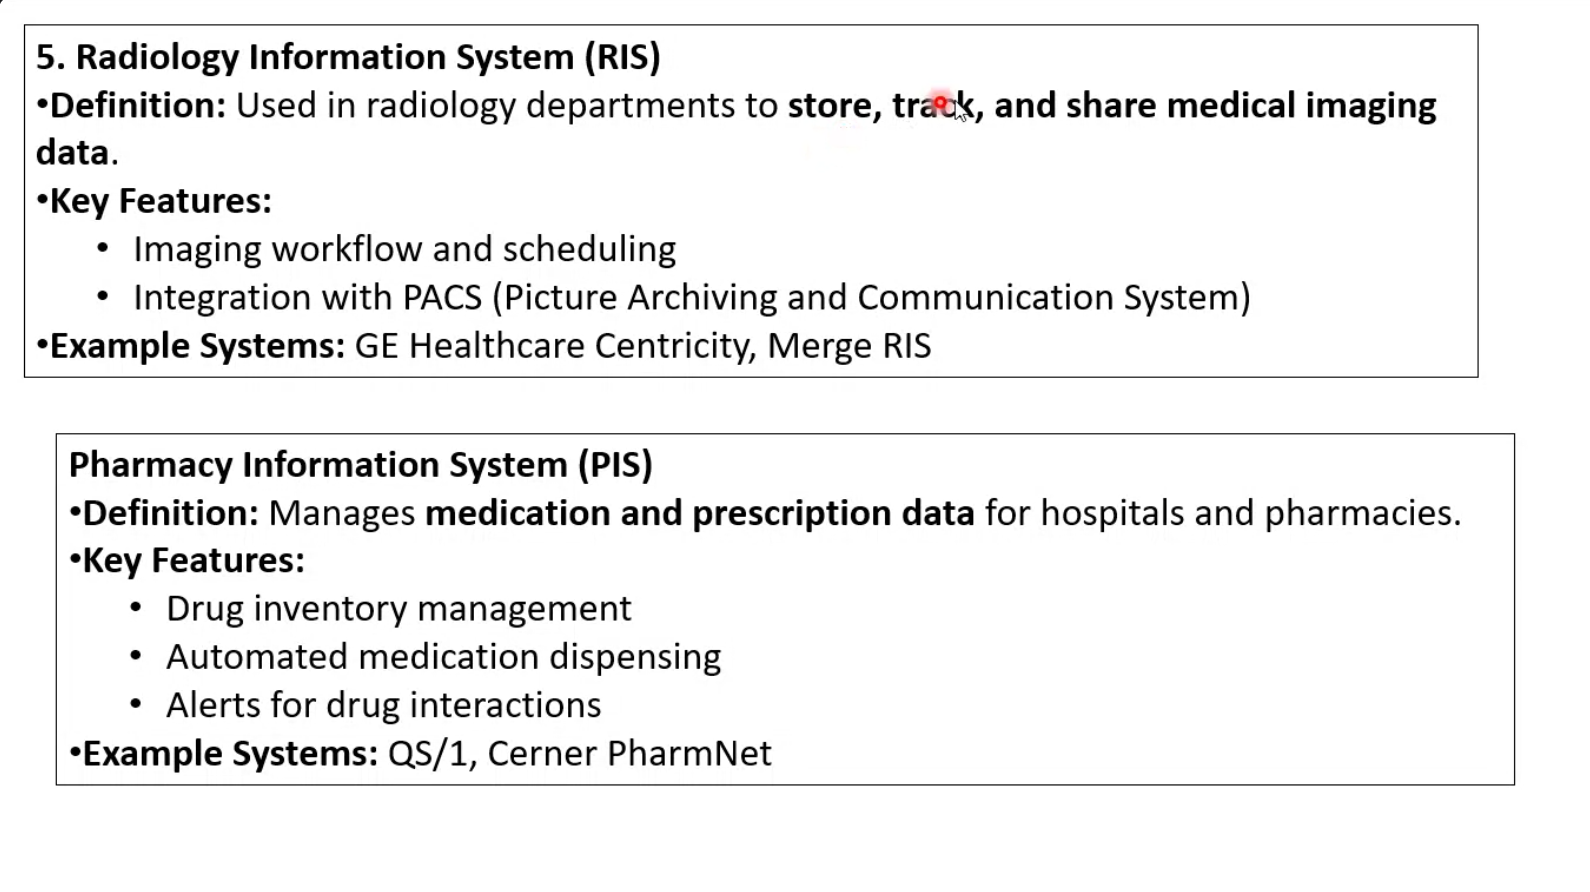 5. Radiology Information System (RIS)
•Definition: Used in radiology departments to store, track, and share medical imaging
data.
•Key Features:
• Imaging workflow and scheduling
• Integration with PACS (Picture Archiving and Communication System)
•Example Systems: GE Healthcare Centricity, Merge RIS
Pharmacy Information System (PIS)
•Definition: Manages medication and prescription data for hospitals and pharmacies.
•Key Features:
• Drug inventory management
• Automated medication dispensing
• Alerts for drug interactions
•Example Systems: QS/1, Cerner PharmNet